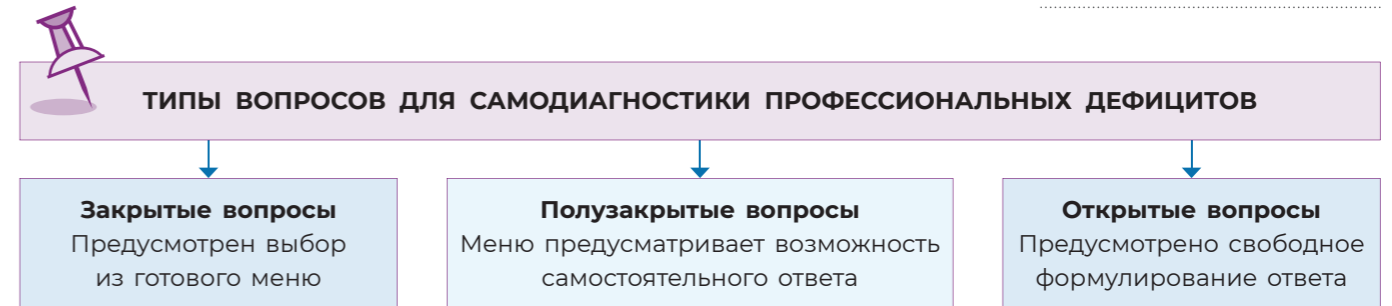 ТИПЫ ВОПРОСОВ ДЛЯ САМОДИАГНОСТИКИ ПРОФЕССИОНАЛЬНЫХ ДЕФИЦИТОВ
Закрытые вопросы
Предусмотрен выбор
из готового меню
Полузакрытые вопросы
Меню предусматривает возможность
самостоятельного ответа
Открытые вопросы
Предусмотрено свободное
формулирование ответа